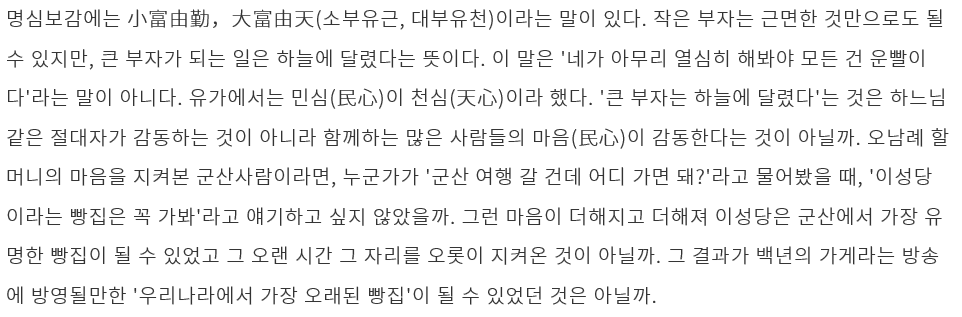 명심보감에는 小富由勤，大富由天(소부유근, 대부유천)이라는 말이 있다. 작은 부자는 근면한 것만으로도 될
수 있지만, 큰 부자가 되는 일은 하늘에 달렸다는 뜻이다. 이 말은 '네가 아무리 열심히 해봐야 모든 건 운빨이
다'라는 말이 아니다. 유가에서는 민심(民心)이 천심(天心)이라 했다. '큰 부자는 하늘에 달렸다'는 것은 하느님
같은 절대자가 감동하는 것이 아니라 함께하는 많은 사람들의 마음(民心)이 감동한다는 것이 아닐까. 오남례 할
머니의 마음을 지켜본 군산사람이라면, 누군가가 '군산 여행 갈 건데 어디 가면 돼?'라고 물어봤을 때, '이성당
이라는 빵집은 꼭 가봐'라고 얘기하고 싶지 않았을까. 그런 마음이 더해지고 더해져 이성당은 군산에서 가장 유
명한 빵집이 될 수 있었고 그 오랜 시간 그 자리를 오롯이 지켜온 것이 아닐까. 그 결과가 백년의 가게라는 방송
에 방영될만한 '우리나라에서 가장 오래된 빵집'이 될 수 있었던 것은 아닐까.